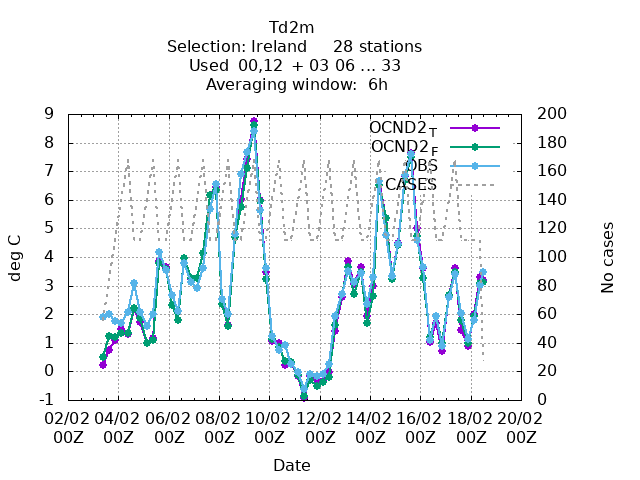 Td2m
Selection: Ireland 28 stations
Used 00,12 + 03 06 ... 33
Averaging window: 6h
9
8
7
6
5
4
3
2
1
0
-1
200
180
160
140
120
100
80
60
40
20
0
OCND2 T
OCND2 F
OBS
CASES
deg C
No cases
02/02 04/02 06/02 08/02 10/02 12/02 14/02 16/02 18/02 20/02
00Z 00Z 00Z 00Z 00Z 00Z 00Z 00Z 00Z 00Z
Date